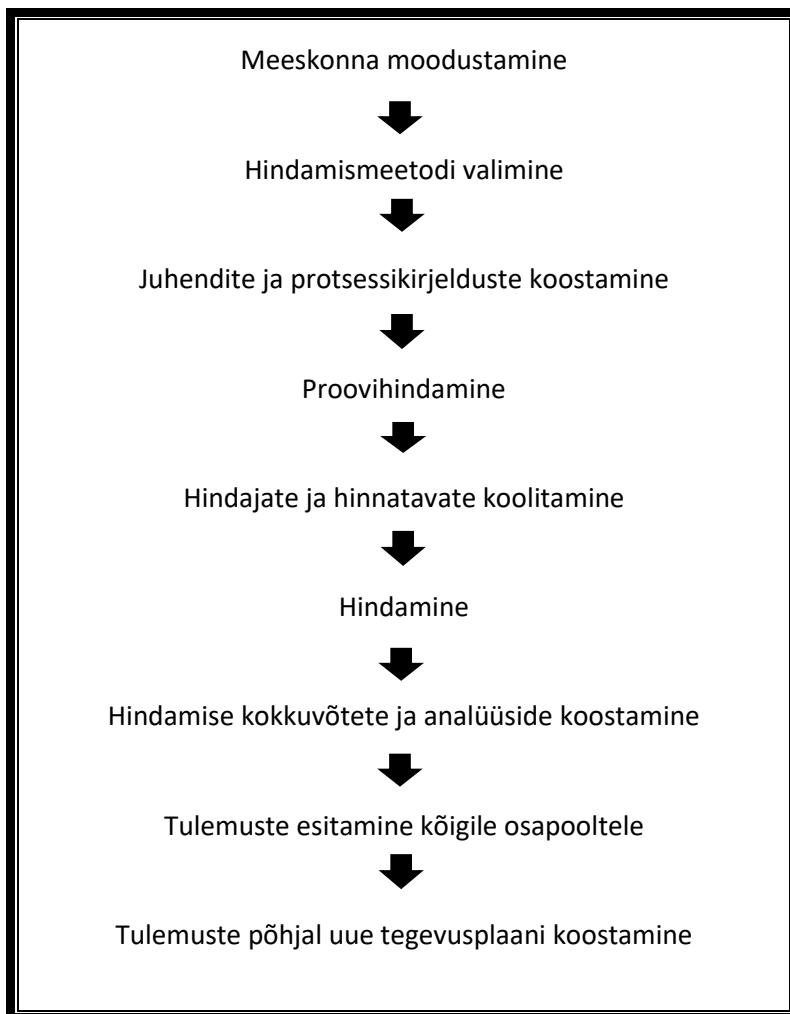 Meeskonna moodustamine
Hindamismeetodi valimine
Juhendite ja protsessikirjelduste koostamine
Proovihindamine
Hindajate ja hinnatavate koolitamine
Hindamine
Hindamise kokkuvõtete ja analüüside koostamine
Tulemuste esitamine kõigile osapooltele
Tulemuste põhjal uue tegevusplaani koostamine